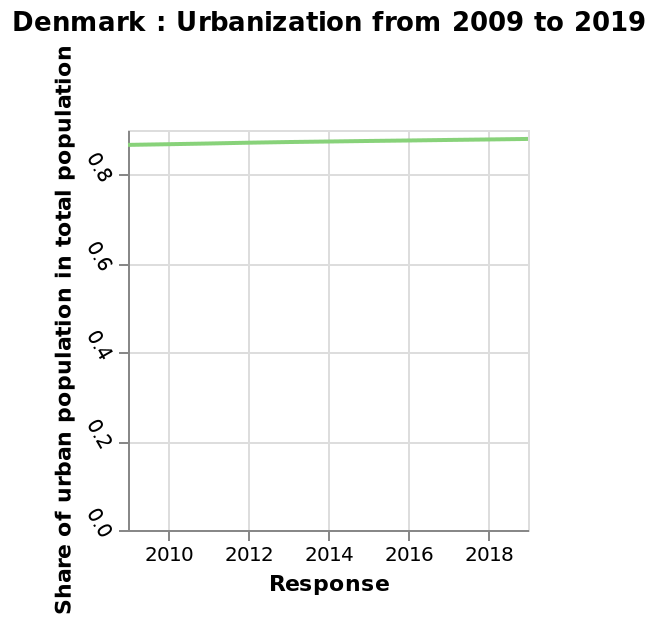 Denmark : Urbanization from 2009 to 2019
Share of urban population in total population
0.8
0.6
0.4
0.2
0.0
2010 2012 2014 2016 2018
Response